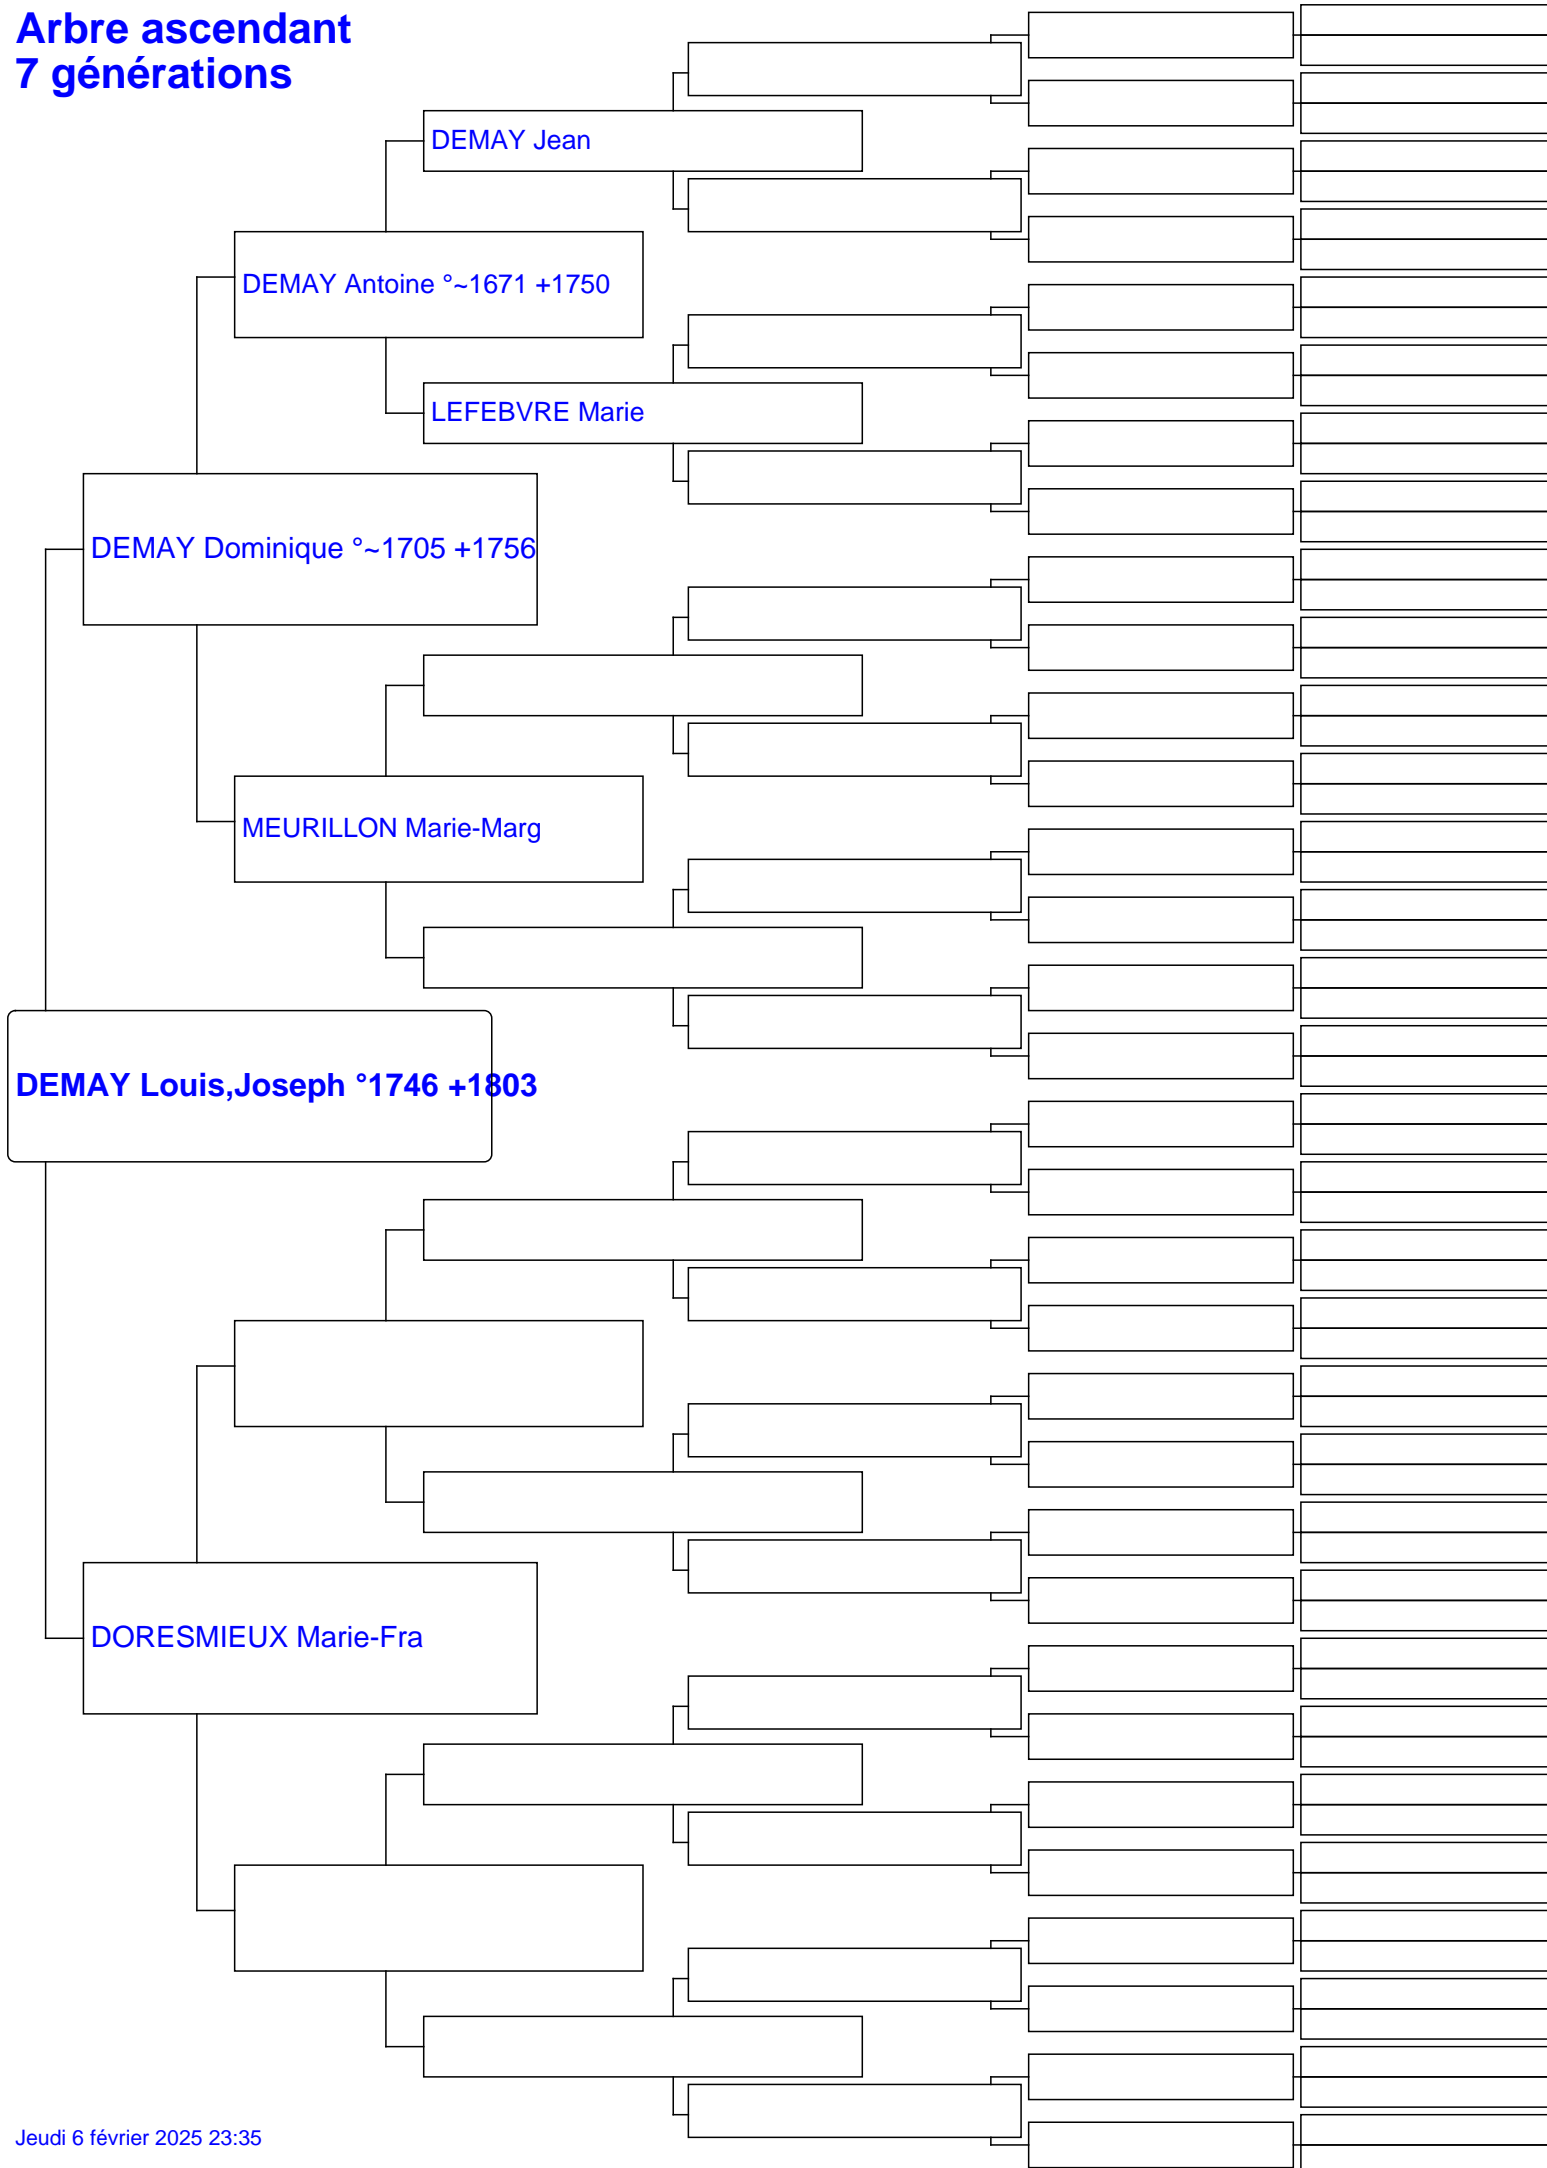 Arbre ascendant
7 générations
DEMAY Jean
DEMAY Antoine °~1671 +1750
LEFEBVRE Marie
DEMAY Dominique °~1705 +1756
MEURILLON Marie-Marg
DEMAY Louis,Joseph °1746 +1803
DORESMIEUX Marie-Fra
Jeudi 6 février 2025 23:35